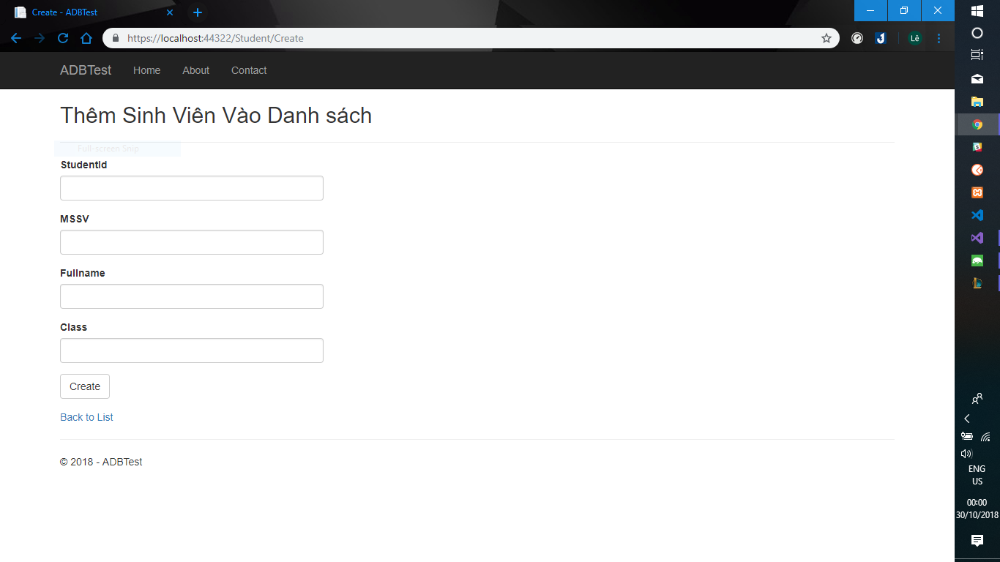 Create - ADBTest
https://localhost:44322/Student/Create
Lê
ADBTest Home About Contact
Thêm Sinh Viên Vào Danh sách
Full-screen Snip
StudentId
MSSV
Fullname
Class
Create
Back to List
© 2018 - ADBTest
ENG
US
00:00
30/10/2018